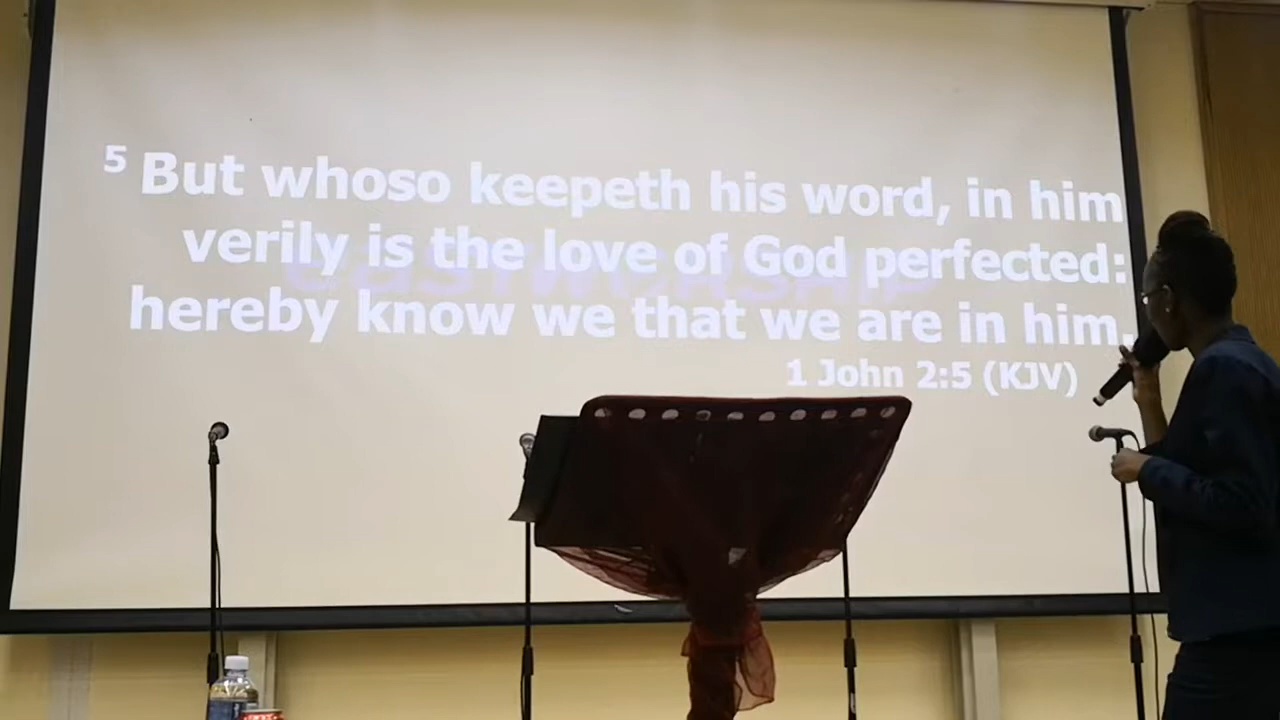 5 But whoso keepeth his word, in him
verily is the love of God perfected:
hereby know we that we are in him.
1 John 2:5 (KJV)